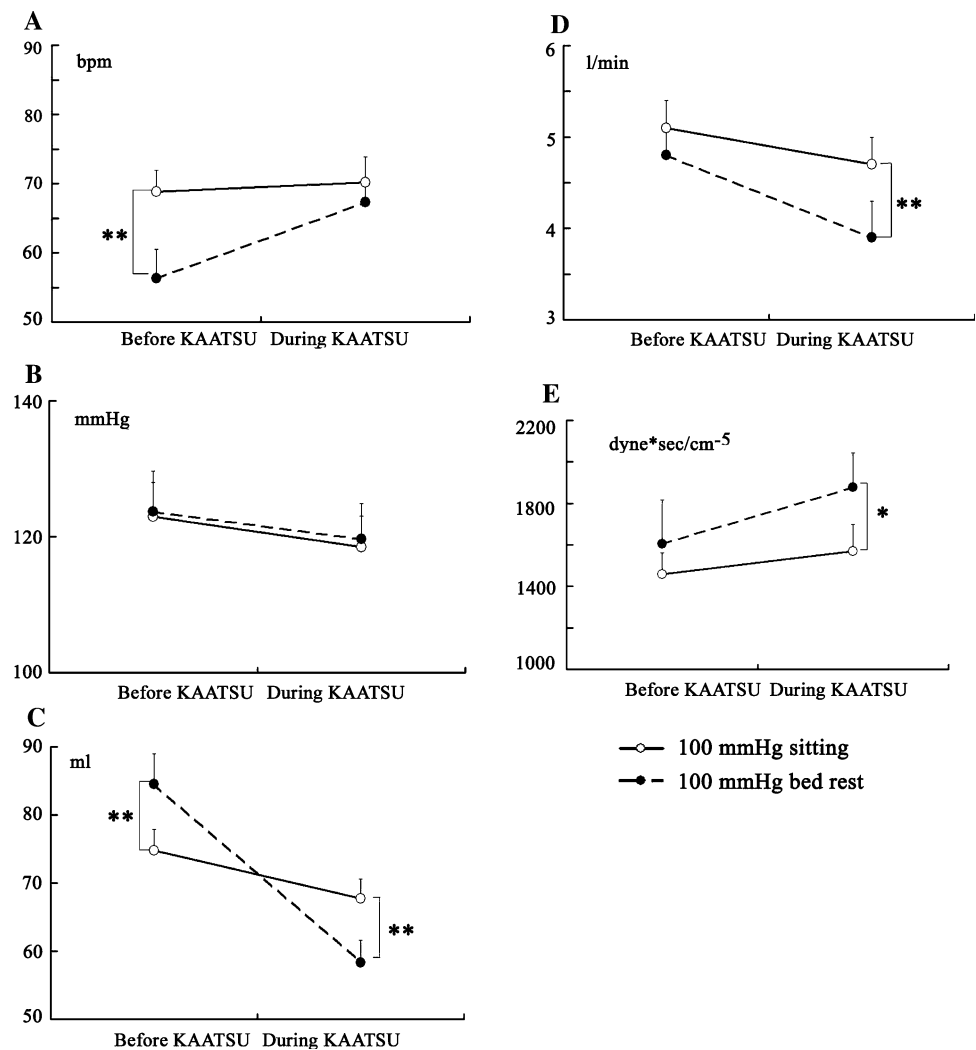 A
bpm
90
80
70
60
50
**
Before KAATSU During KAATSU
B
mmHg
140
120
100
Before KAATSU During KAATSU
C
ml
90
80
70
60
50
**
**
Before KAATSU During KAATSU
D
l/min
6
5
4
3
**
Before KAATSU During KAATSU
E
dyne*sec/cm-5
2200
1800
1400
1000
*
Before KAATSU During KAATSU
100 mmHg sitting
100 mmHg bed rest